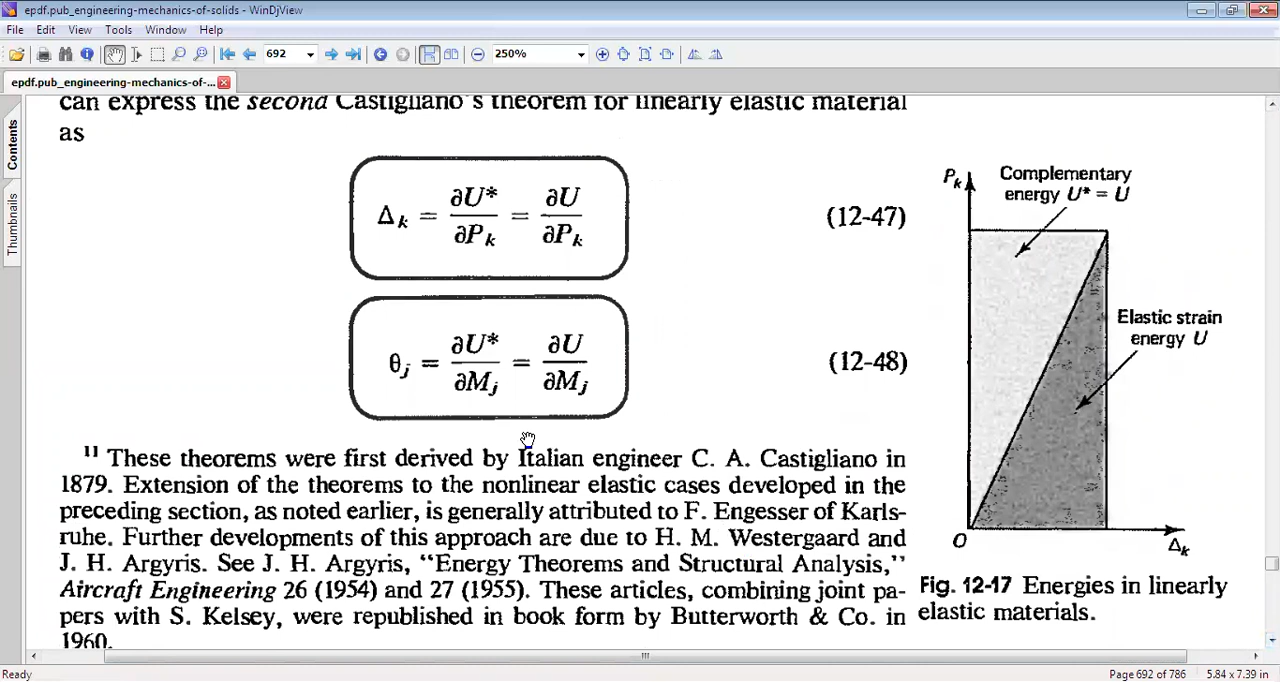 epdf.pub_engineering-mechanics-of-solids - WinDjView
File Edit View Tools Window Help
692
250%
epdf.pub_engineering-mechanics-of-...
Contents
Thumbnails
can express the second Castigliano's theorem for linearly elastic material
as
Δk = ∂U*/∂Pk = ∂U/∂Pk (12-47)
θj = ∂U*/∂Mj = ∂U/∂Mj (12-48)
11 These theorems were first derived by Italian engineer C. A. Castigliano in
1879. Extension of the theorems to the nonlinear elastic cases developed in the
preceding section, as noted earlier, is generally attributed to F. Engesser of Karls-
ruhe. Further developments of this approach are due to H. M. Westergaard and
J. H. Argyris. See J. H. Argyris, "Energy Theorems and Structural Analysis,"
Aircraft Engineering 26 (1954) and 27 (1955). These articles, combining joint pa-
pers with S. Kelsey, were republished in book form by Butterworth & Co. in
1960.
Pk
Complementary
energy U* = U
Elastic strain
energy U
O
Δk
Fig. 12-17 Energies in linearly
elastic materials.
Ready
Page 692 of 786
5.84 x 7.39 in